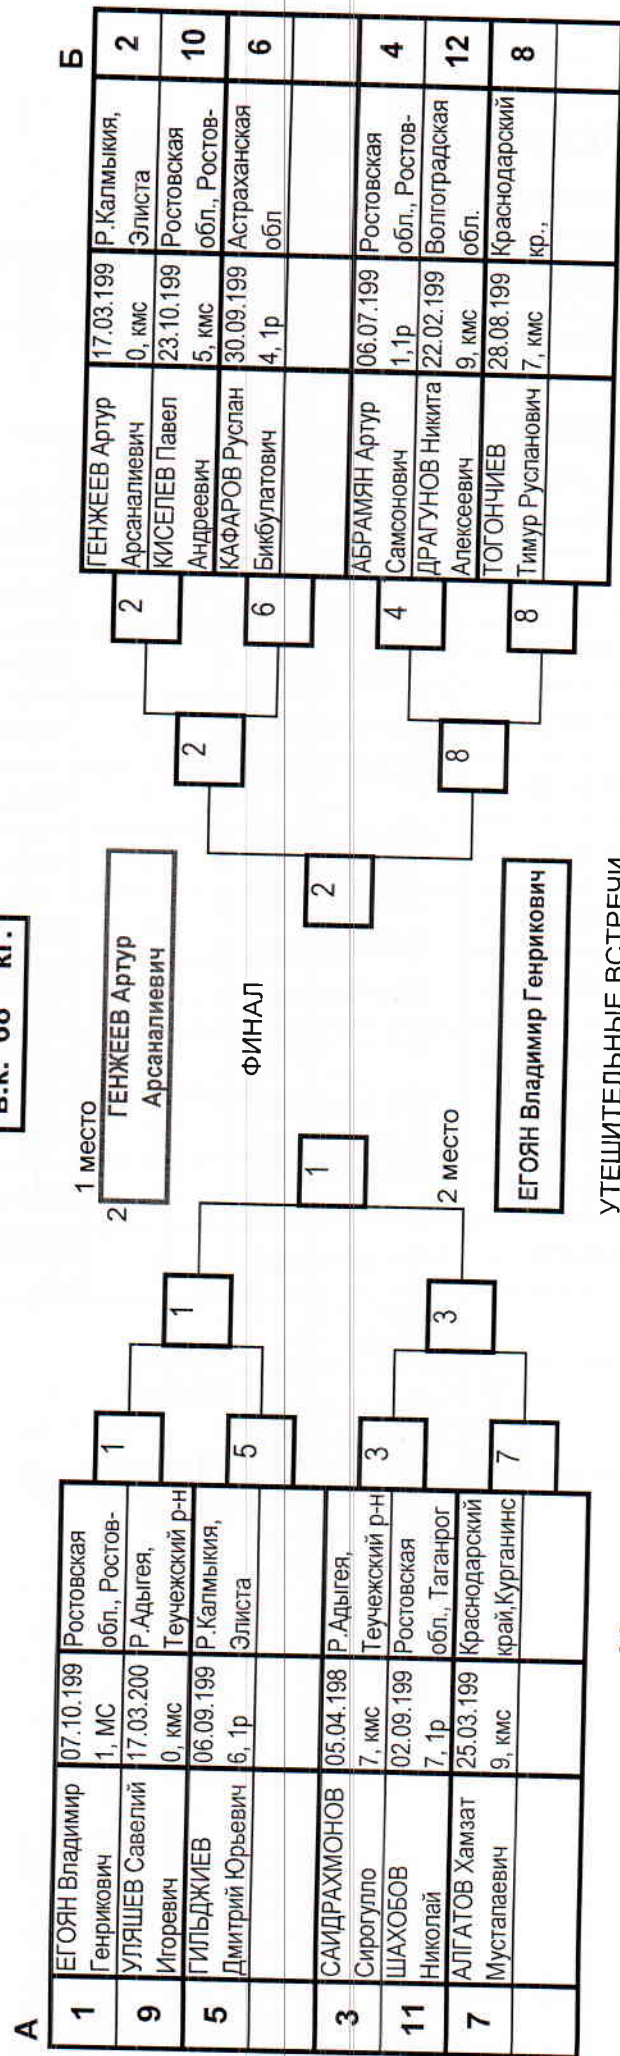 В.К. 68 кг.
А
1 ЕГОЯН Владимир 07.10.199 Ростовская
Генрикович 1, МС обл., Ростов-
9 УЛЯШЕВ Савелий 17.03.200 Р.Адыгея,
Игоревич 0, кмс Теучежский р-н
5 ГИЛЬДЖИЕВ 06.09.199 Р.Калмыкия,
Дмитрий Юрьевич 6, 1р Элиста
3 САИДРАХМОНОВ 05.04.198 Р.Адыгея,
Сирогулло 7, кмс Теучежский р-н
11 ШАХОБОВ 02.09.199 Ростовская
Николай 7, 1р обл., Таганрог
7 АЛГАТОВ Хамзат 25.03.199 Краснодарский
Мустапаевич 9, кмс край,Курганинс
1
5
3
7
1
3
1
1 место
2 ГЕНЖЕЕВ Артур
Арсаналиевич
ФИНАЛ
2 место
ЕГОЯН Владимир Генрикович
2
2
8
2
6
4
8
Б
ГЕНЖЕЕВ Артур 17.03.199 Р.Калмыкия, 2
Арсаналиевич 0, кмс Элиста
КИСЕЛЕВ Павел 23.10.199 Ростовская 10
Андреевич 5, кмс обл., Ростов-
КАФАРОВ Руслан 30.09.199 Астраханская 6
Бикбулатович 4, 1р обл
АБРАМЯН Артур 06.07.199 Ростовская 4
Самсонович 1,1р обл., Ростов-
ДРАГУНОВ Никита 22.02.199 Волгоградская 12
Алексеевич 9, кмс обл.
ТОГОНЧИЕВ 28.08.199 Краснодарский 8
Тимур Русланович 7, кмс кр.,
УТЕШИТЕЛЬНЫЕ ВСТРЕЧИ